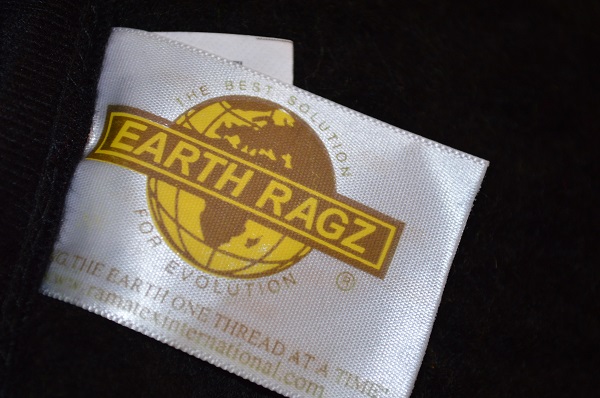 THE BEST SOLUTION
EARTH RAGZ
FOR EVOLUTION
®
THE EARTH ONE THREAD AT A TIME"
www.ramatexinternational.com